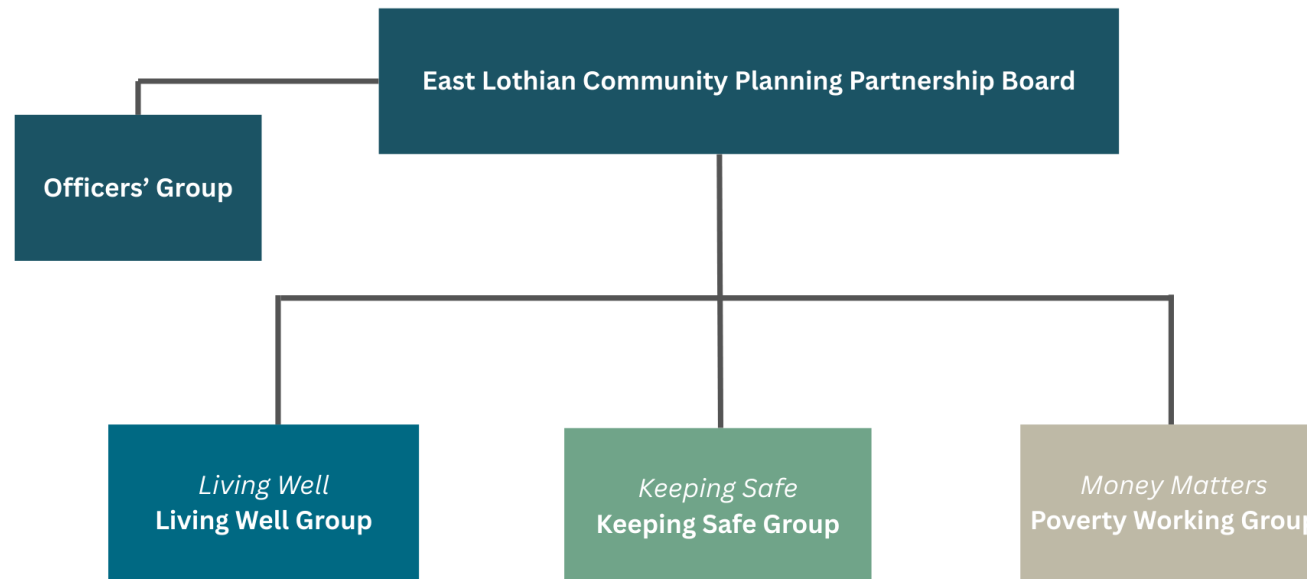 East Lothian Community Planning Partnership Board
Officers’ Group
Living Well
Living Well Group
Keeping Safe
Keeping Safe Group
Money Matters
Poverty Working Group